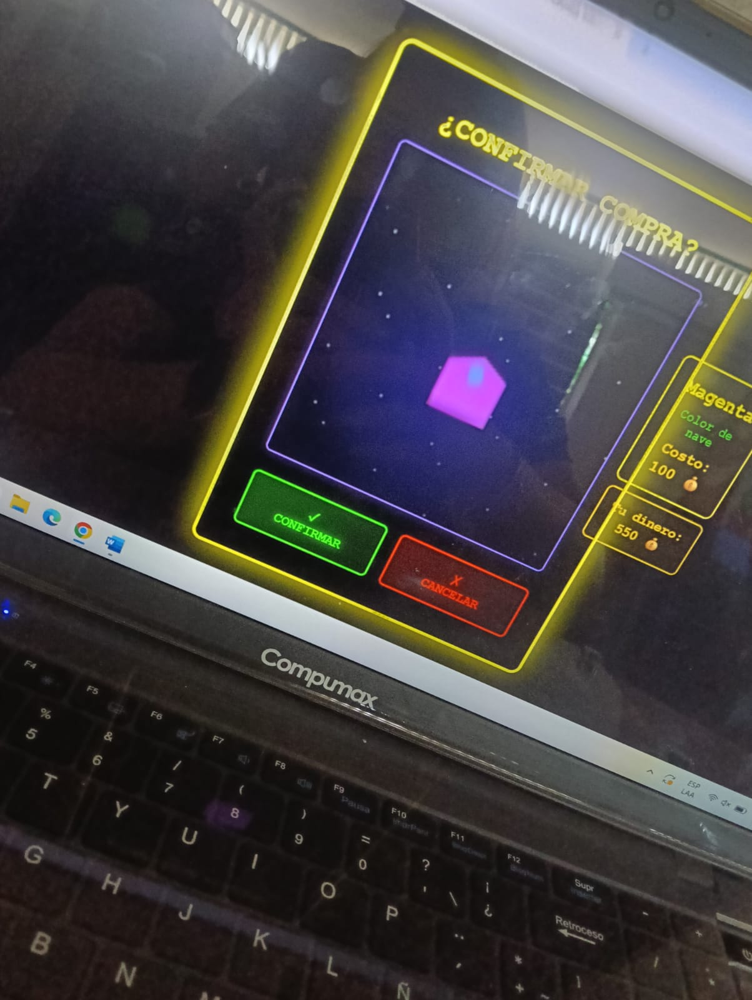 ¿CONFIRMAR COMPRA?
Magenta
Color de
nave
Costo:
100
Tu dinero:
550
✓
CONFIRMAR
X
CANCELAR
W
ESP
LAA
Compumax
F4
F5
F6
F7
F8
F9
Pausa
F10
ImprPant
F11
F12
Supr
%
5
&
6
/
7
(
8
)
9
=
0
?
'
\
¡
¿
Retroceso
T
Y
U
I
O
P
¨
´
*
+
~
]
-
+
/
*
G
H
J
K
L
Ñ
B
N